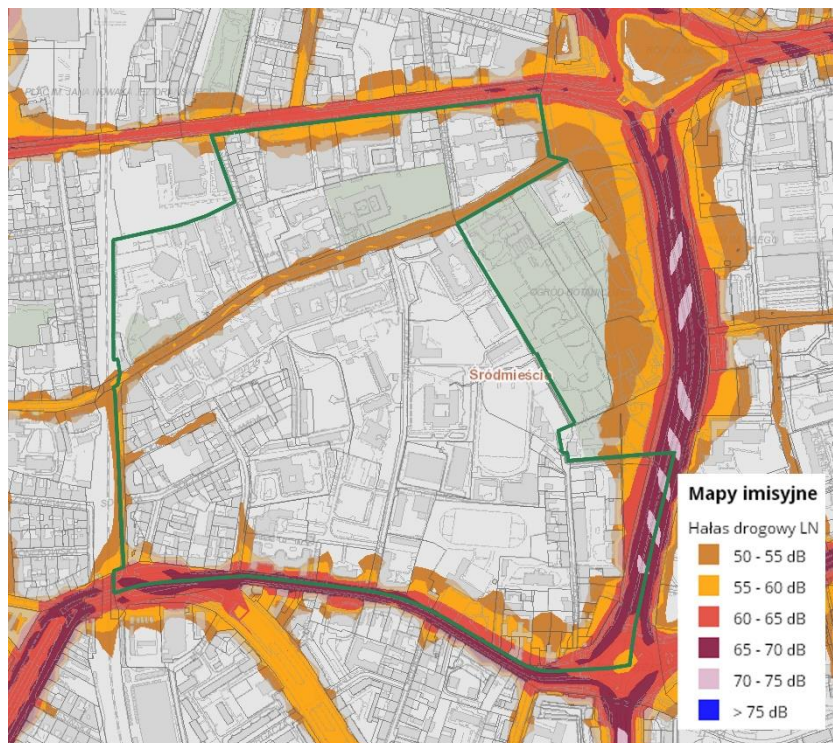 Śródmieście
Mapy imisyjne
Hałas drogowy LN
50 - 55 dB
55 - 60 dB
60 - 65 dB
65 - 70 dB
70 - 75 dB
> 75 dB